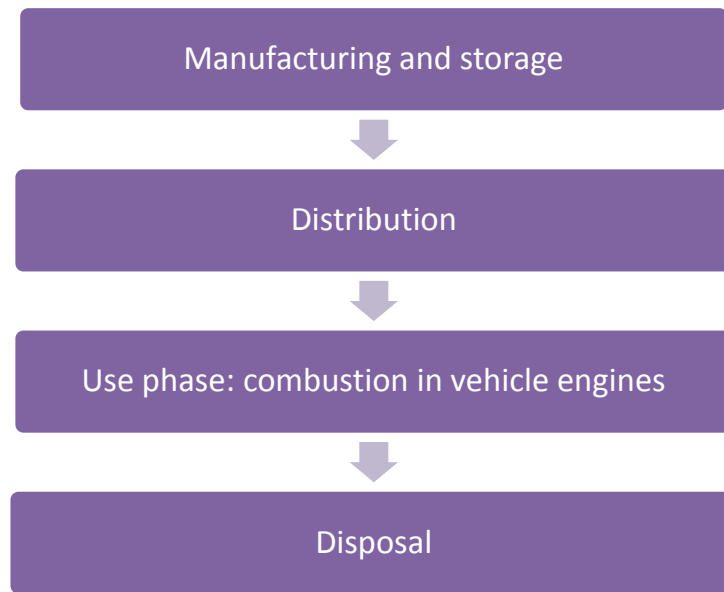 Manufacturing and storage
Distribution
Use phase: combustion in vehicle engines
Disposal